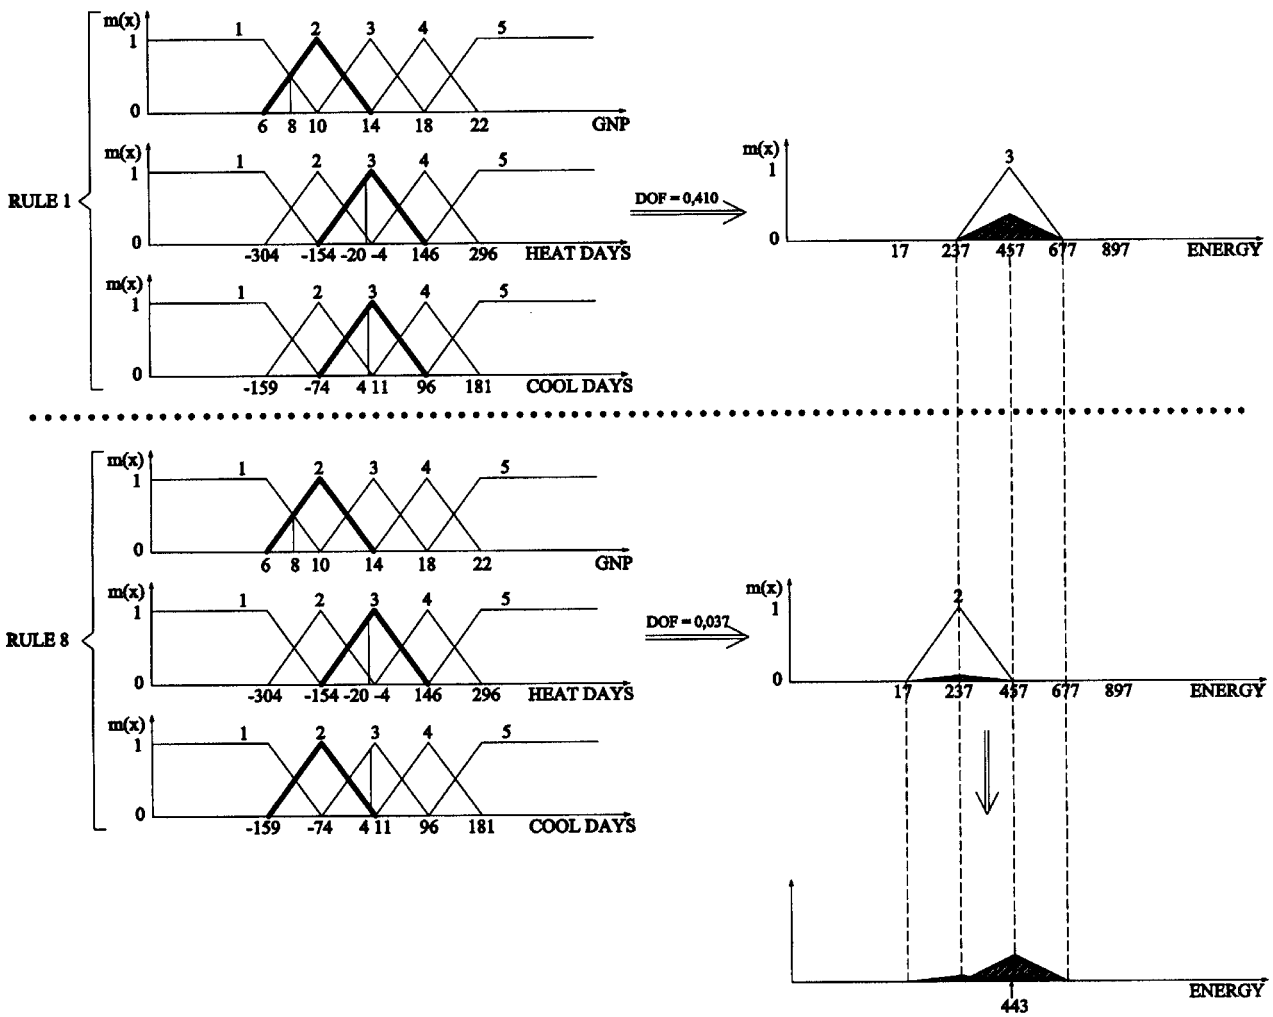 m(x)
1 2 3 4 5
1
0
6 8 10 14 18 22
GNP
m(x)
1 2 3 4 5
1
0
-304 -154 -20 -4 146 296
HEAT DAYS
RULE 1
m(x)
1 2 3 4 5
1
0
-159 -74 4 11 96 181
COOL DAYS
DOF = 0,410
m(x)
3
1
0
17 237 457 677 897 ENERGY
m(x)
1 2 3 4 5
1
0
6 8 10 14 18 22
GNP
m(x)
1 2 3 4 5
1
0
-304 -154 -20 -4 146 296
HEAT DAYS
RULE 8
m(x)
1 2 3 4 5
1
0
-159 -74 4 11 96 181
COOL DAYS
DOF = 0,037
m(x)
2
1
0
17 237 457 677 897 ENERGY
ENERGY
443